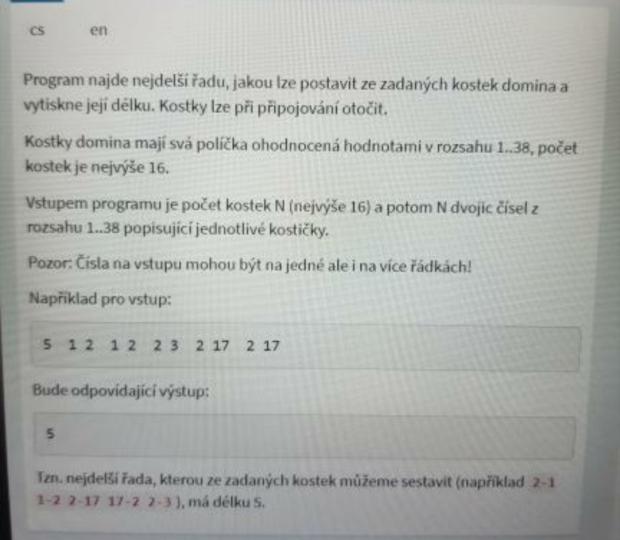 cs en
Program najde nejdelší řadu, jakou lze postavit ze zadaných kostek domina a
vytiskne její délku. Kostky lze při připojování otočit.
Kostky domina mají svá políčka ohodnocená hodnotami v rozsahu 1..38, počet
kostek je nejvýše 16.
Vstupem programu je počet kostek N (nejvýše 16) a potom N dvojic čísel z
rozsahu 1..38 popisující jednotlivé kostičky.
Pozor: Čísla na vstupu mohou být na jedné ale i na více řádkách!
Například pro vstup:
5 1 2 1 2 2 3 2 17 2 17
Bude odpovídající výstup:
5
Tzn. nejdelší řada, kterou ze zadaných kostek můžeme sestavit (například 2-1
1-2 2-17 17-2 2-3 ), má délku 5.